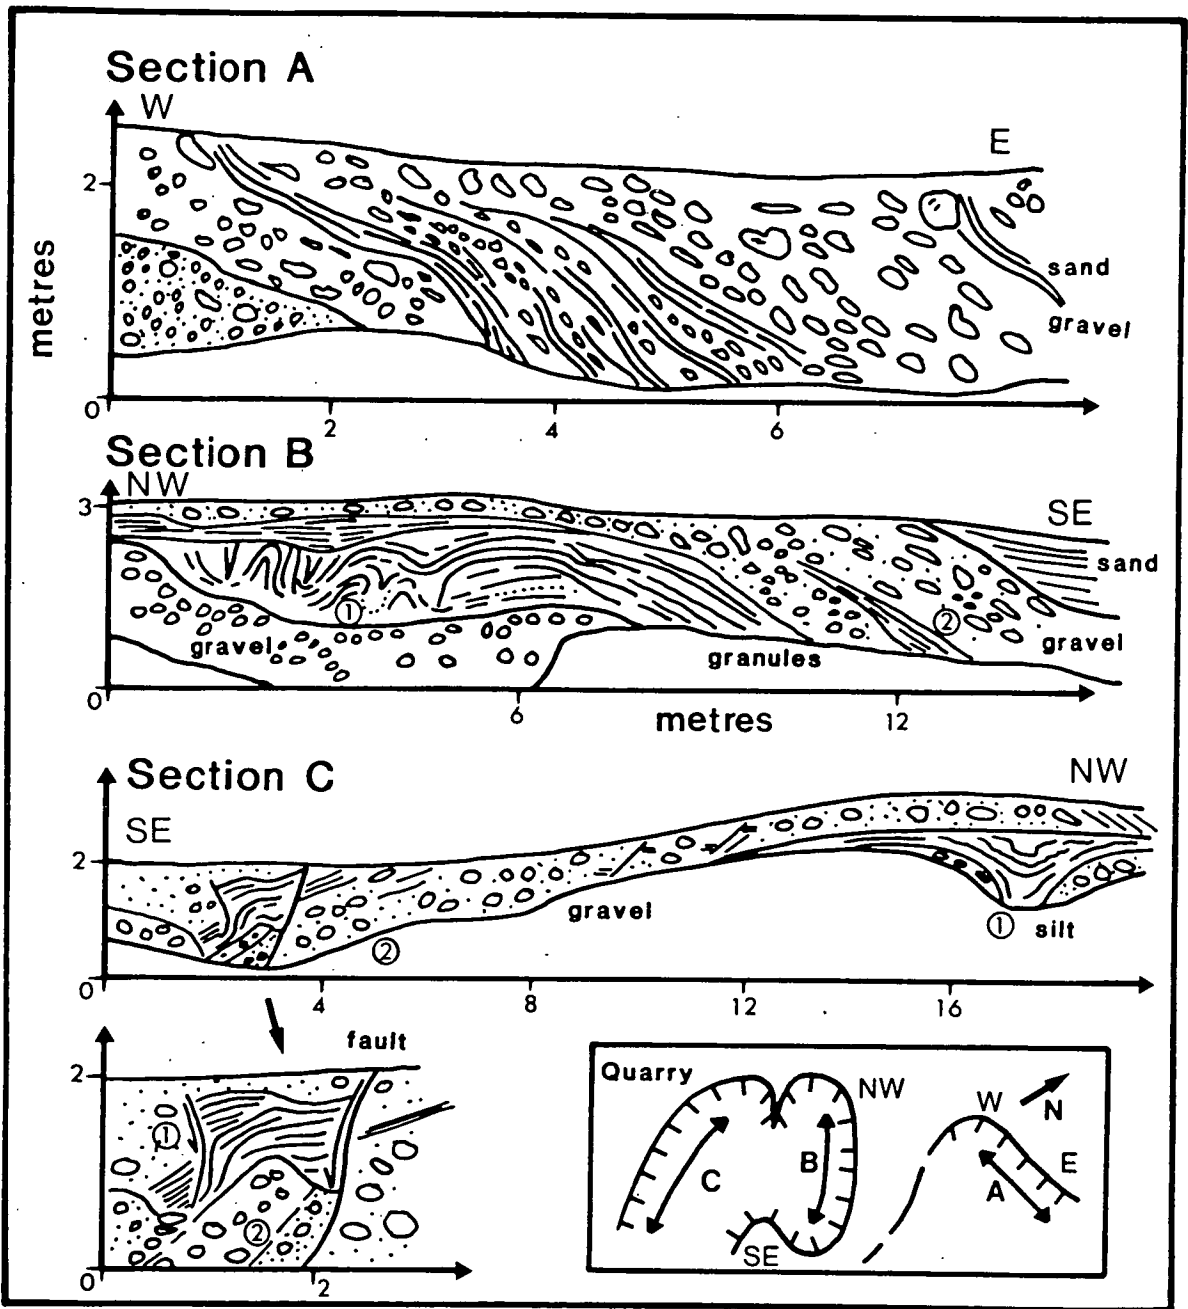 Section A
W
E
2
metres
sand
gravel
0
2
4
6
Section B
NW
3
SE
sand
①
②
gravel
gravel
granules
0
6
metres
12
Section C
NW
SE
2
gravel
① silt
②
0
4
8
12
16
fault
2
①
②
0
2
Quarry
NW
W
N
C
B
E
A
SE